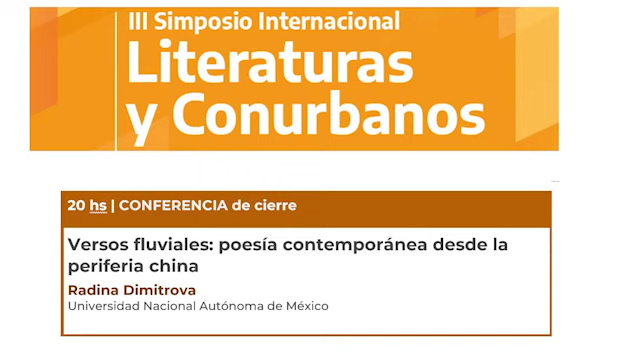 III Simposio Internacional
Literaturas
y Conurbanos
20 hs | CONFERENCIA de cierre
Versos fluviales: poesía contemporánea desde la
periferia china
Radina Dimitrova
Universidad Nacional Autónoma de México